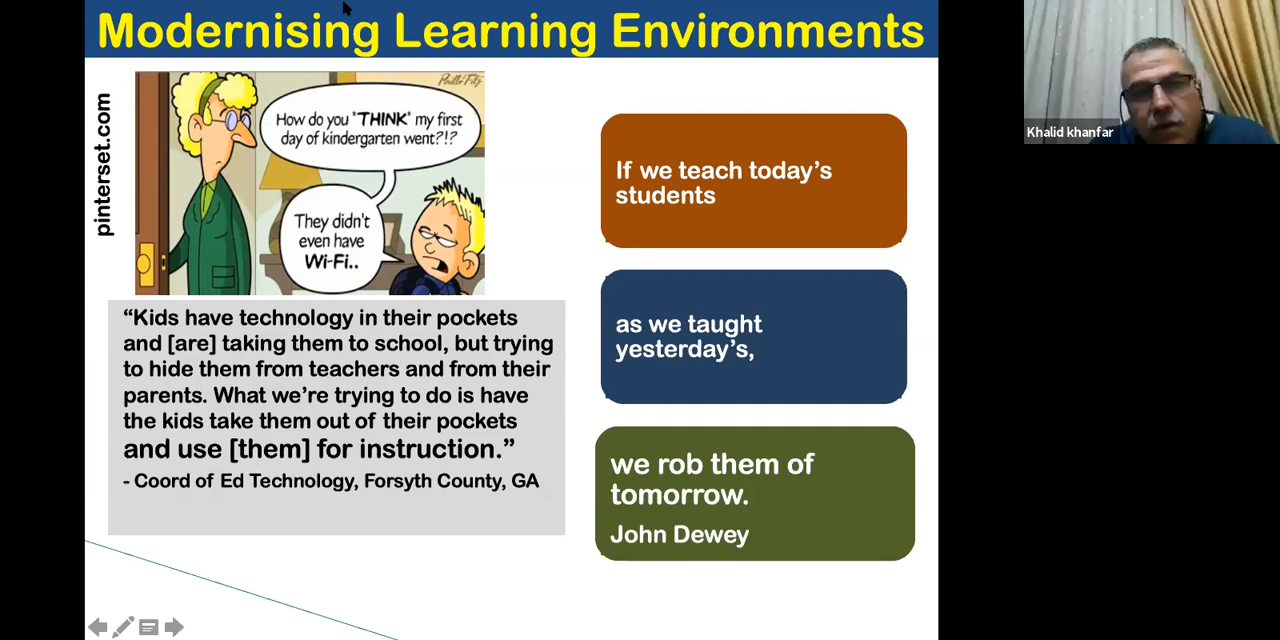 Modernising Learning Environments
pinterset.com
How do you "THINK" my first
day of kindergarten went?!?
They didn't
even have
Wi-Fi..
“Kids have technology in their pockets
and [are] taking them to school, but trying
to hide them from teachers and from their
parents. What we’re trying to do is have
the kids take them out of their pockets
and use [them] for instruction.”
- Coord of Ed Technology, Forsyth County, GA
If we teach today’s
students
as we taught
yesterday’s,
we rob them of
tomorrow.
John Dewey
Khalid khanfar